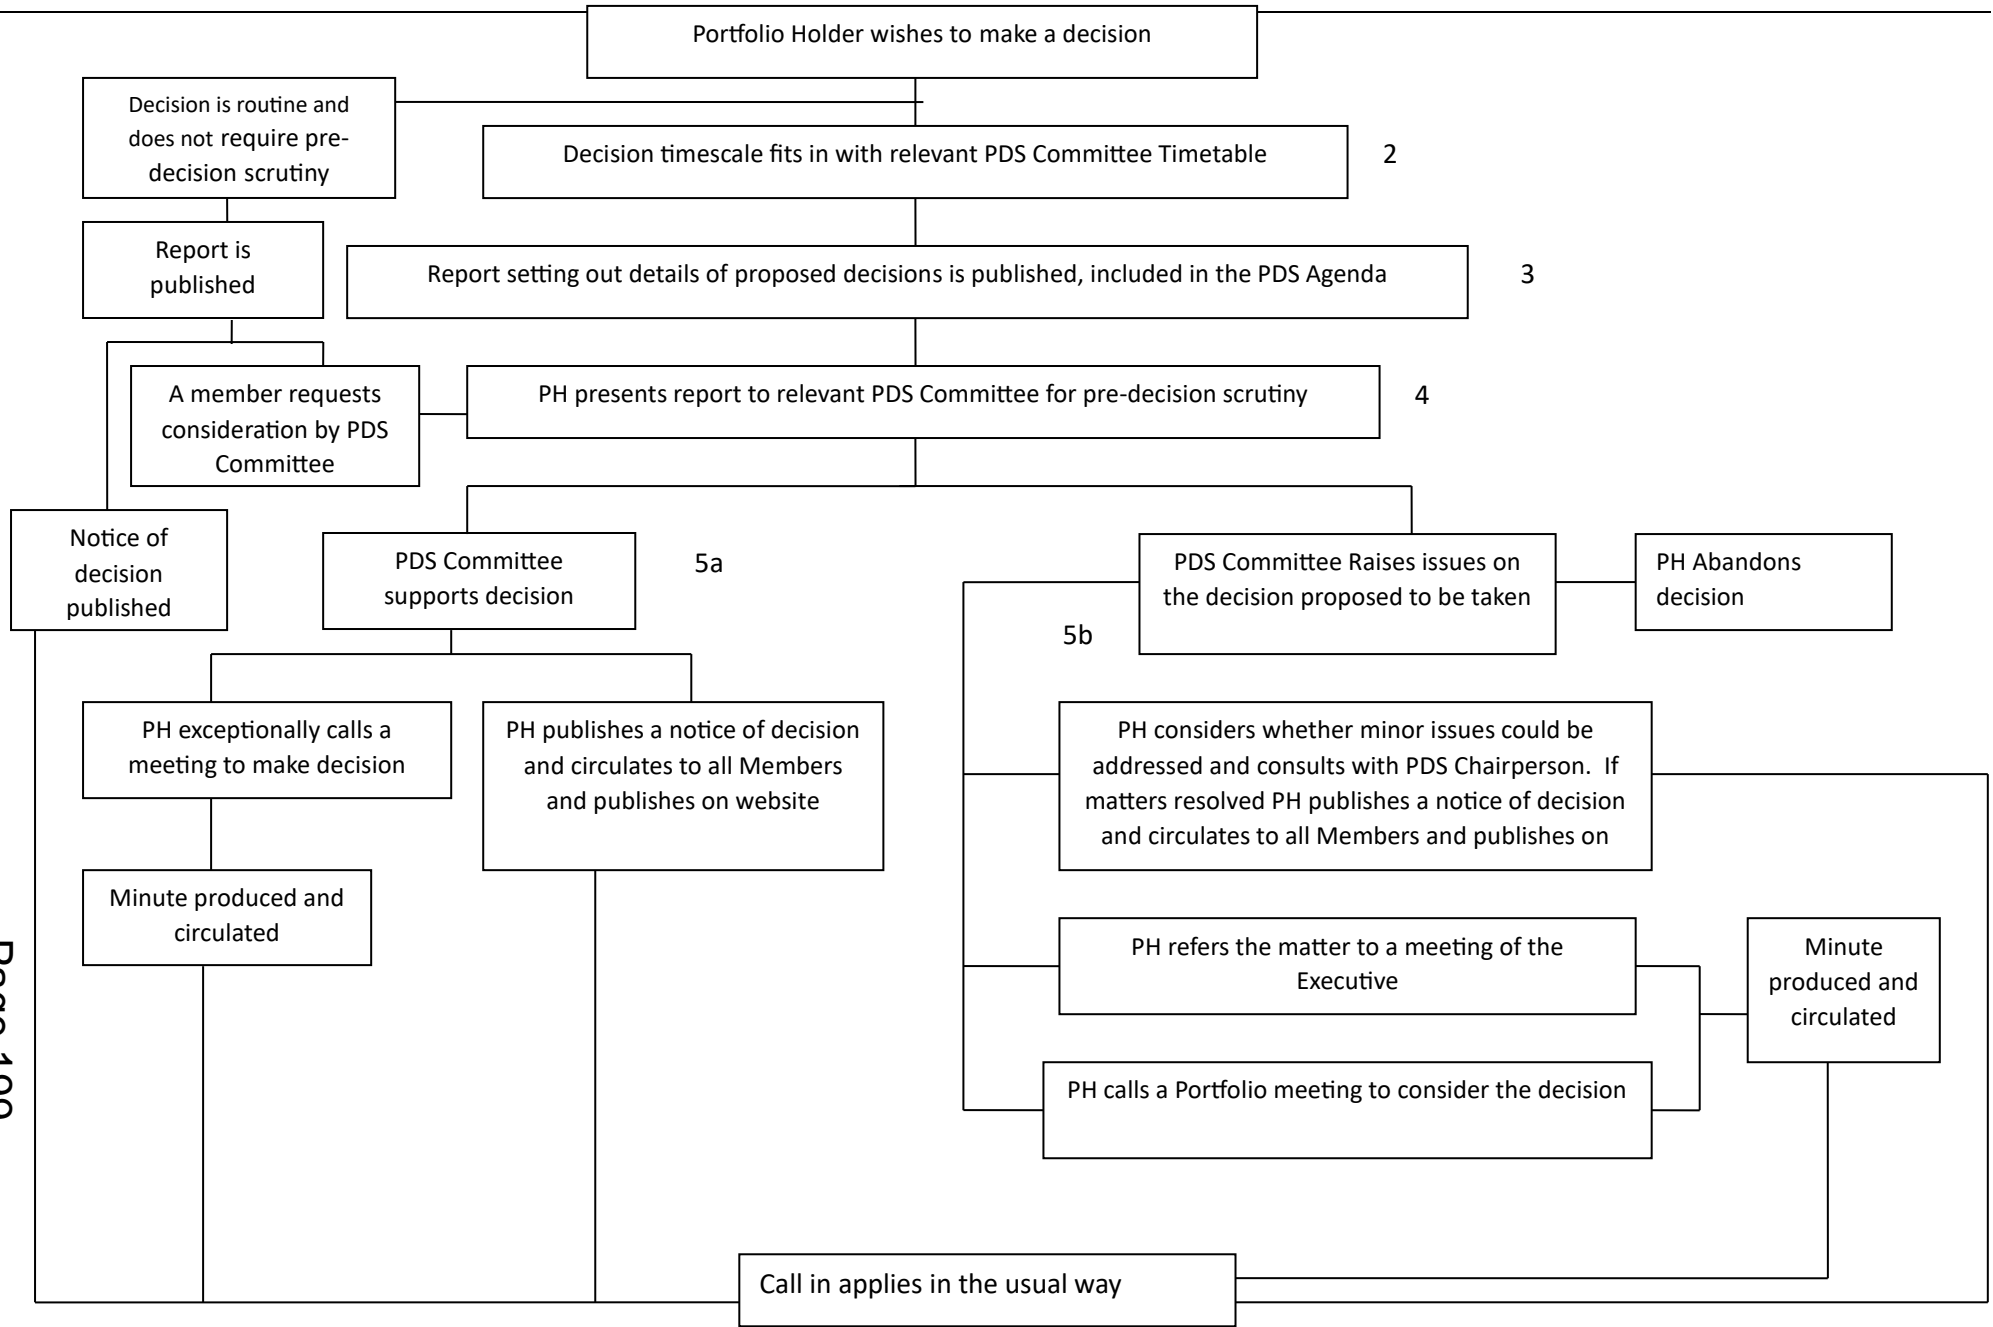 Portfolio Holder wishes to make a decision
Decision is routine and
does not require pre-
decision scrutiny
Decision timescale fits in with relevant PDS Committee Timetable
2
Report is
published
Report setting out details of proposed decisions is published, included in the PDS Agenda
3
A member requests
consideration by PDS
Committee
PH presents report to relevant PDS Committee for pre-decision scrutiny
4
Notice of
decision
published
PDS Committee
supports decision
5a
PDS Committee Raises issues on
the decision proposed to be taken
5b
PH Abandons
decision
PH exceptionally calls a
meeting to make decision
PH publishes a notice of decision
and circulates to all Members
and publishes on website
PH considers whether minor issues could be
addressed and consults with PDS Chairperson. If
matters resolved PH publishes a notice of decision
and circulates to all Members and publishes on
Minute produced and
circulated
PH refers the matter to a meeting of the
Executive
Minute
produced and
circulated
PH calls a Portfolio meeting to consider the decision
Call in applies in the usual way